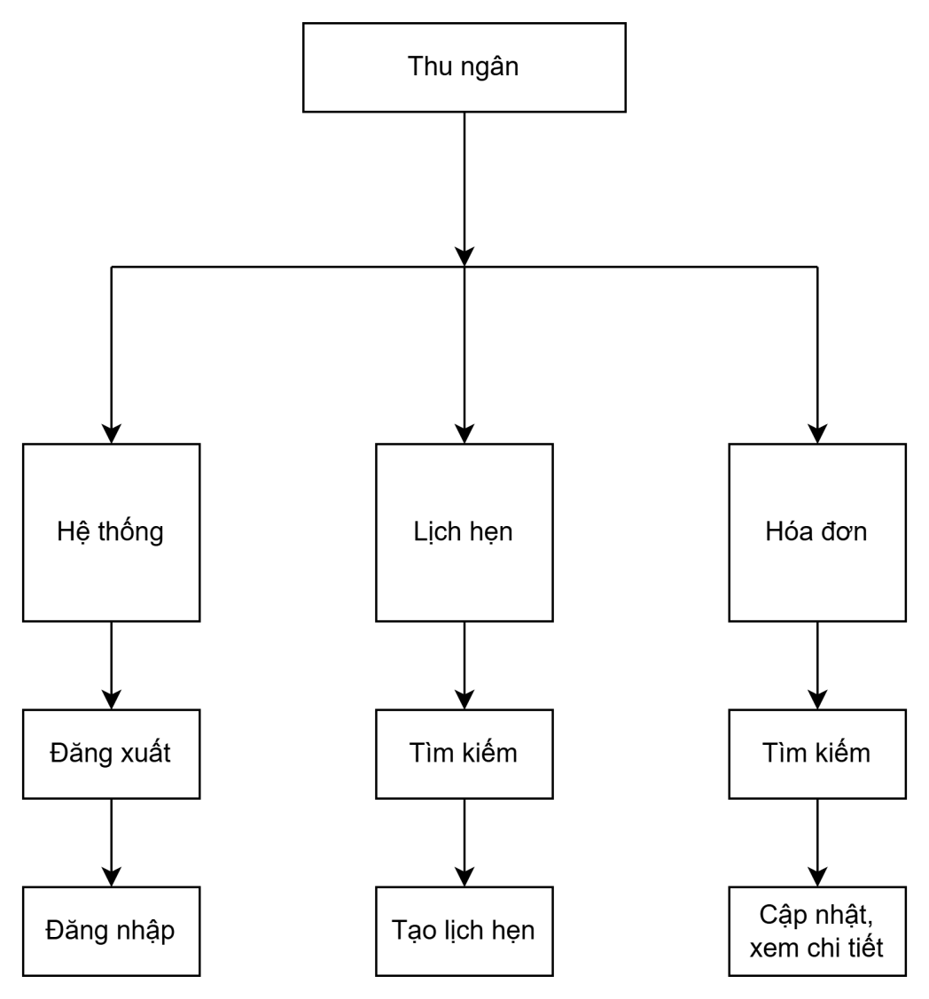 Thu ngân
Hệ thống
Lịch hẹn
Hóa đơn
Đăng xuất
Tìm kiếm
Tìm kiếm
Đăng nhập
Tạo lịch hẹn
Cập nhật,
xem chi tiết